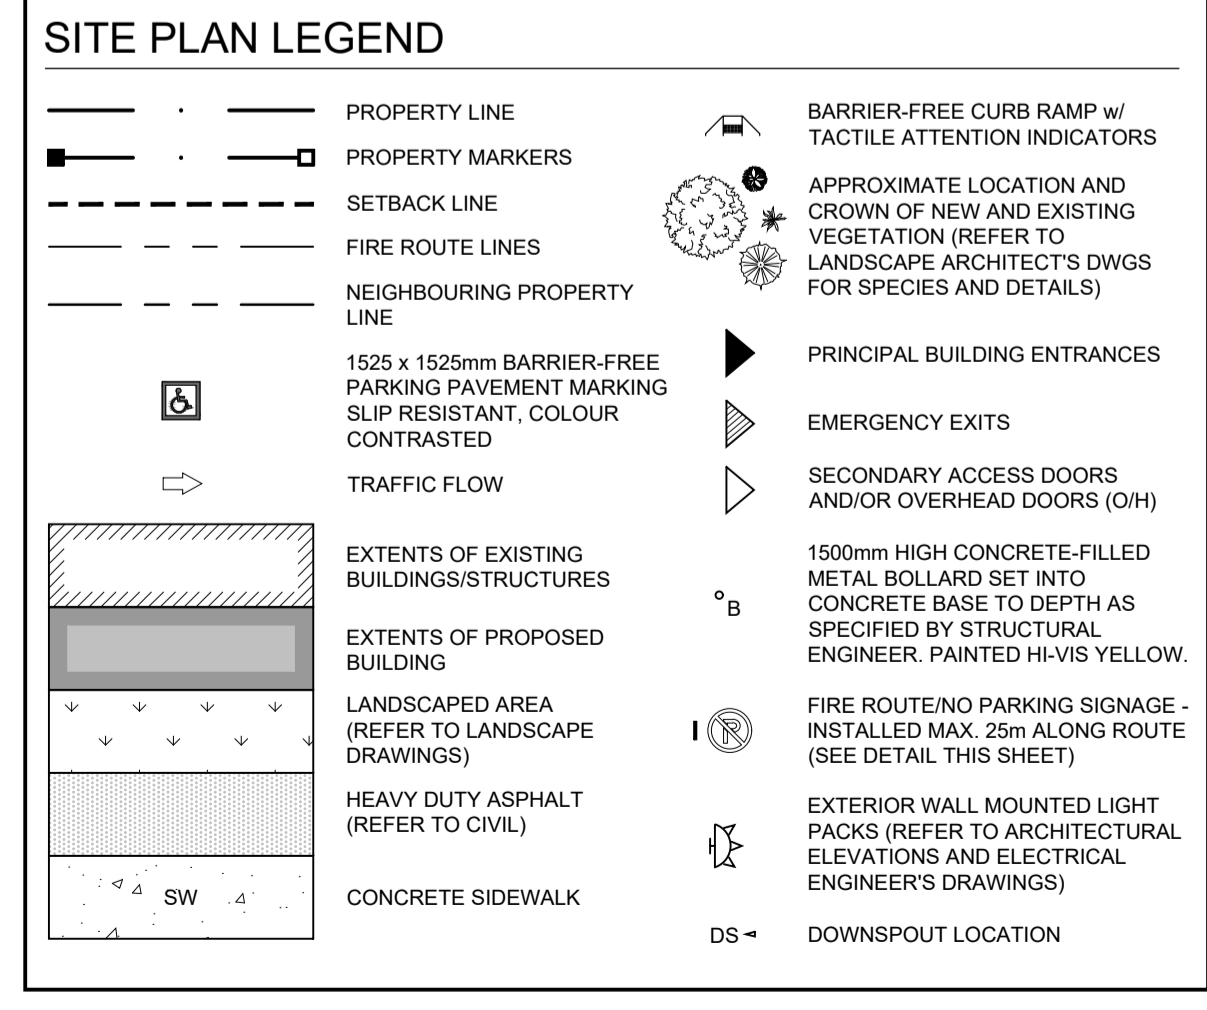 SITE PLAN LEGEND
PROPERTY LINE
PROPERTY MARKERS
SETBACK LINE
FIRE ROUTE LINES
NEIGHBOURING PROPERTY
LINE
1525 x 1525mm BARRIER-FREE
PARKING PAVEMENT MARKING
SLIP RESISTANT, COLOUR
CONTRASTED
TRAFFIC FLOW
EXTENTS OF EXISTING
BUILDINGS/STRUCTURES
EXTENTS OF PROPOSED
BUILDING
LANDSCAPED AREA
(REFER TO LANDSCAPE
DRAWINGS)
HEAVY DUTY ASPHALT
(REFER TO CIVIL)
SW
CONCRETE SIDEWALK
BARRIER-FREE CURB RAMP w/
TACTILE ATTENTION INDICATORS
APPROXIMATE LOCATION AND
CROWN OF NEW AND EXISTING
VEGETATION (REFER TO
LANDSCAPE ARCHITECT'S DWGS
FOR SPECIES AND DETAILS)
PRINCIPAL BUILDING ENTRANCES
EMERGENCY EXITS
SECONDARY ACCESS DOORS
AND/OR OVERHEAD DOORS (O/H)
B
1500mm HIGH CONCRETE-FILLED
METAL BOLLARD SET INTO
CONCRETE BASE TO DEPTH AS
SPECIFIED BY STRUCTURAL
ENGINEER. PAINTED HI-VIS YELLOW.
P
FIRE ROUTE/NO PARKING SIGNAGE -
INSTALLED MAX. 25m ALONG ROUTE
(SEE DETAIL THIS SHEET)
EXTERIOR WALL MOUNTED LIGHT
PACKS (REFER TO ARCHITECTURAL
ELEVATIONS AND ELECTRICAL
ENGINEER'S DRAWINGS)
DS
DOWNSPOUT LOCATION